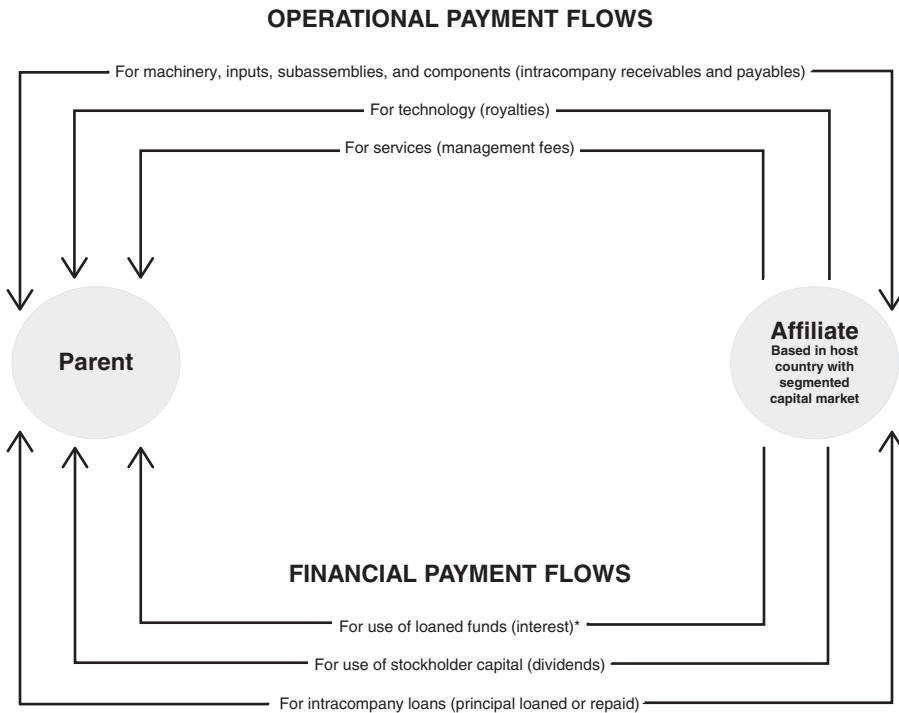 OPERATIONAL PAYMENT FLOWS
For machinery, inputs, subassemblies, and components (intracompany receivables and payables)
For technology (royalties)
For services (management fees)
Parent
Affiliate
Based in host
country with
segmented
capital market
FINANCIAL PAYMENT FLOWS
For use of loaned funds (interest)*
For use of stockholder capital (dividends)
For intracompany loans (principal loaned or repaid)